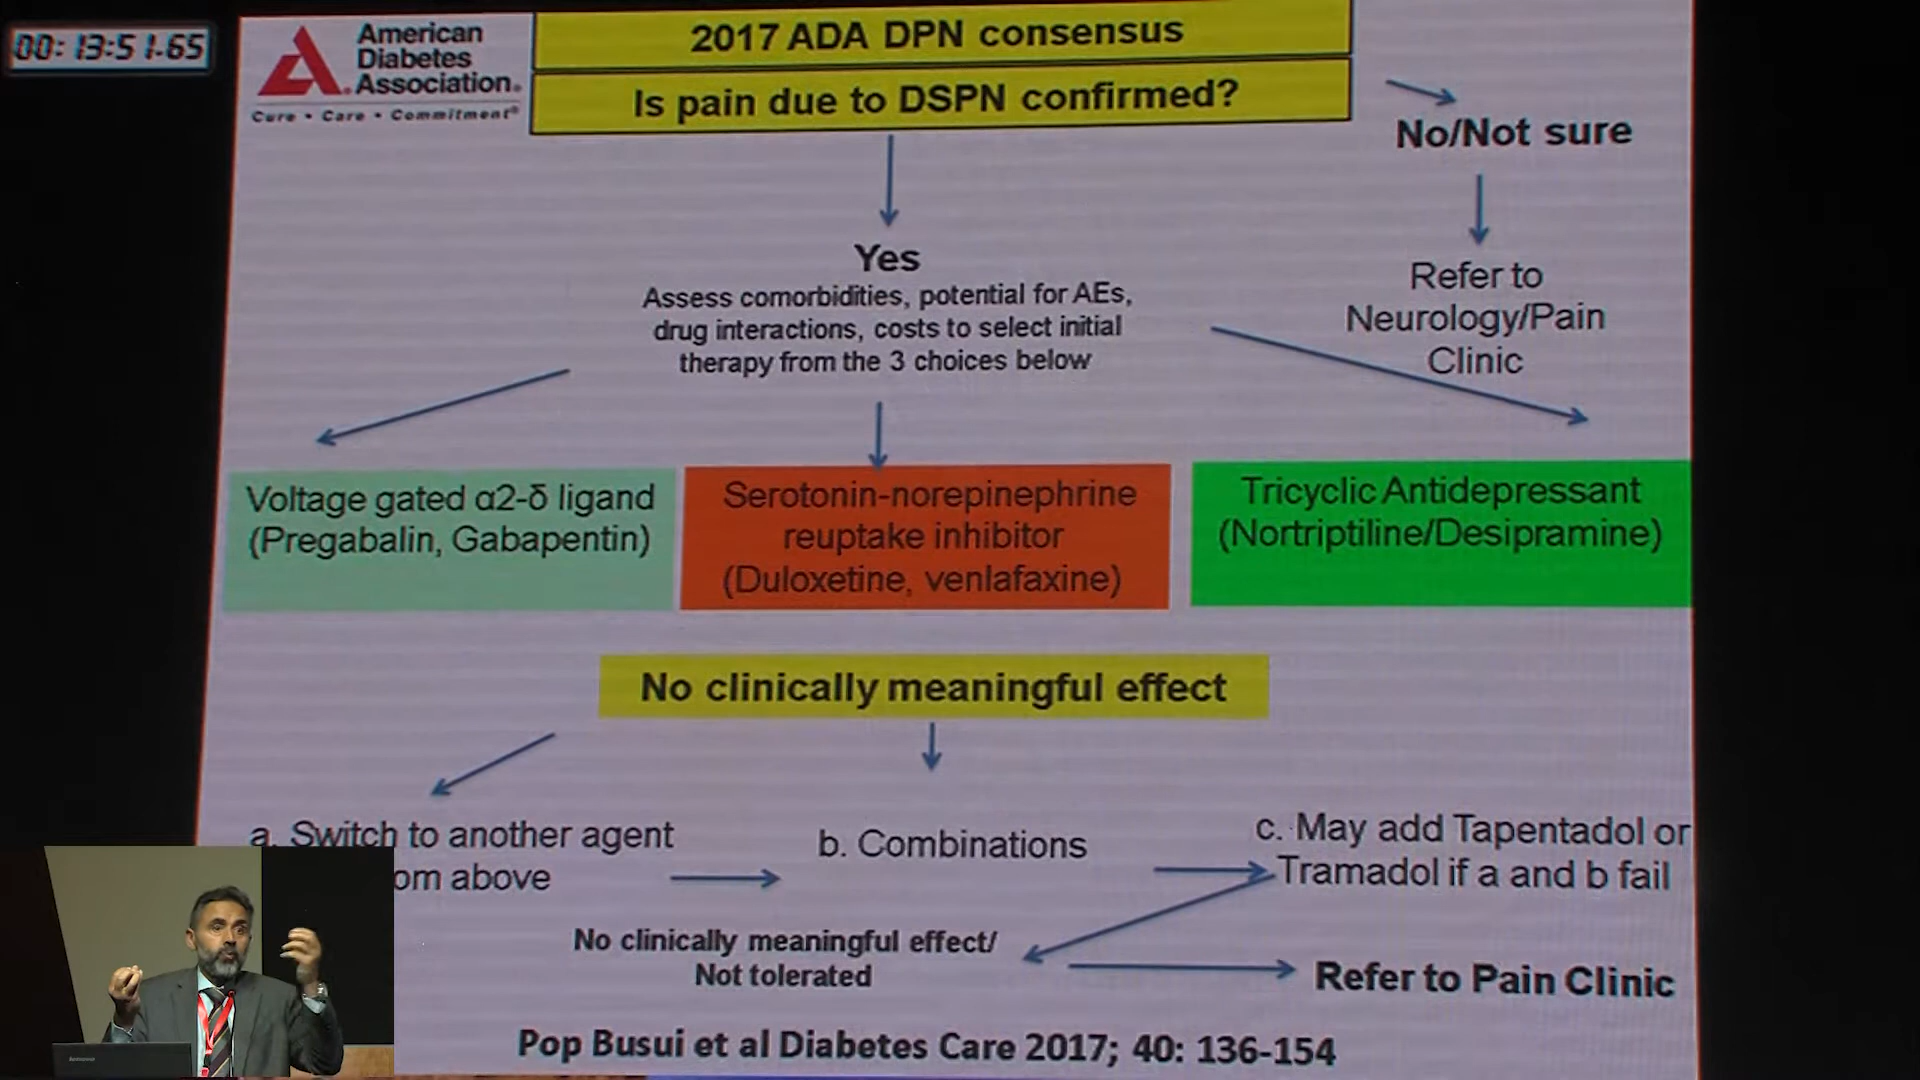 00:13:51.65
American
Diabetes
Association.
Cure • Care • Commitment®
2017 ADA DPN consensus
Is pain due to DSPN confirmed?
No/Not sure
Refer to
Neurology/Pain
Clinic
Yes
Assess comorbidities, potential for AEs,
drug interactions, costs to select initial
therapy from the 3 choices below
Voltage gated α2-δ ligand
(Pregabalin, Gabapentin)
Serotonin-norepinephrine
reuptake inhibitor
(Duloxetine, venlafaxine)
Tricyclic Antidepressant
(Nortriptiline/Desipramine)
No clinically meaningful effect
a. Switch to another agent
om above
b. Combinations
c. May add Tapentadol or
Tramadol if a and b fail
No clinically meaningful effect/
Not tolerated
Refer to Pain Clinic
Pop Busui et al Diabetes Care 2017; 40: 136-154